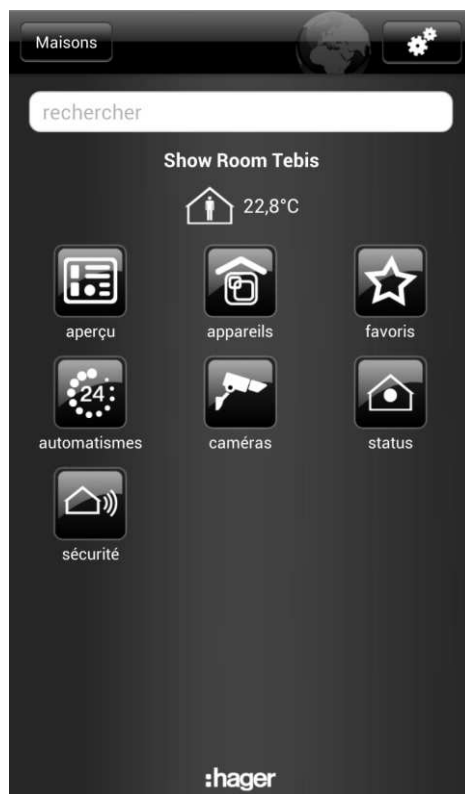 Maisons
rechercher
Show Room Tebis
22,8°C
aperçu appareils favoris
24
automatismes caméras status
sécurité
:hager